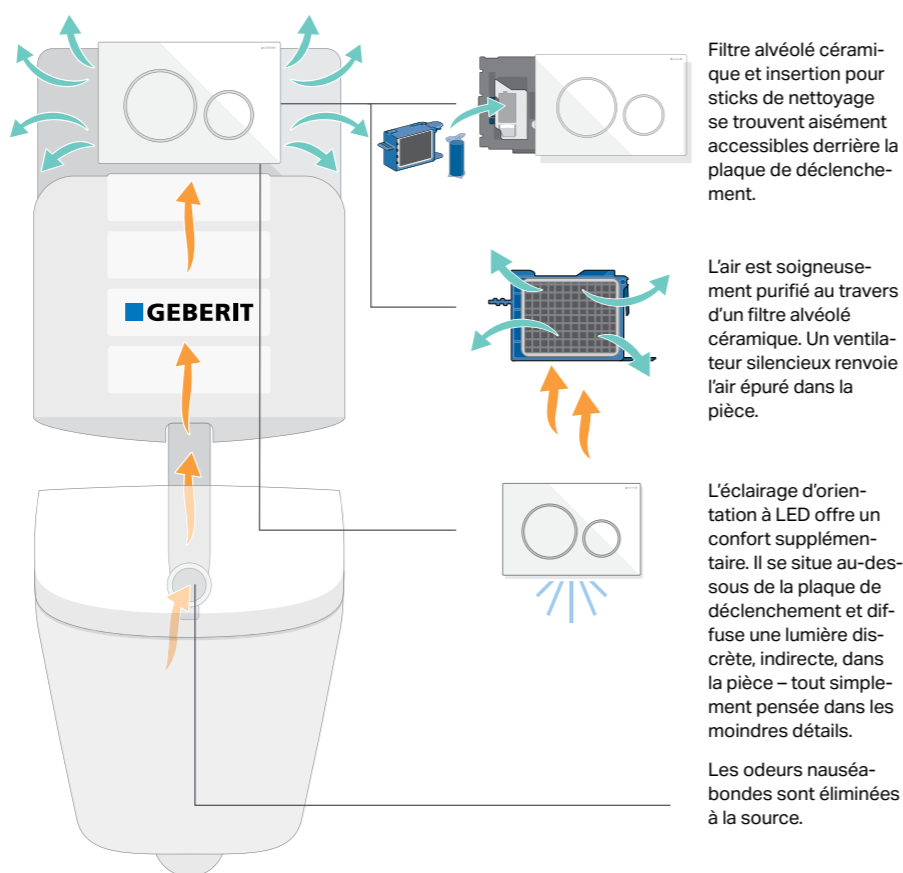 Filtre alvéolé cérami-
que et insertion pour
sticks de nettoyage
se trouvent aisément
accessibles derrière la
plaque de déclenche-
ment.
L'air est soigneuse-
ment purifié au travers
d'un filtre alvéolé
céramique. Un ventila-
teur silencieux renvoie
l'air épuré dans la
pièce.
GEBERIT
L'éclairage d'orien-
tation à LED offre un
confort supplémen-
taire. Il se situe au-des-
sous de la plaque de
déclenchement et dif-
fuse une lumière dis-
crète, indirecte, dans
la pièce – tout simple-
ment pensée dans les
moindres détails.
Les odeurs nauséa-
bondes sont éliminées
à la source.